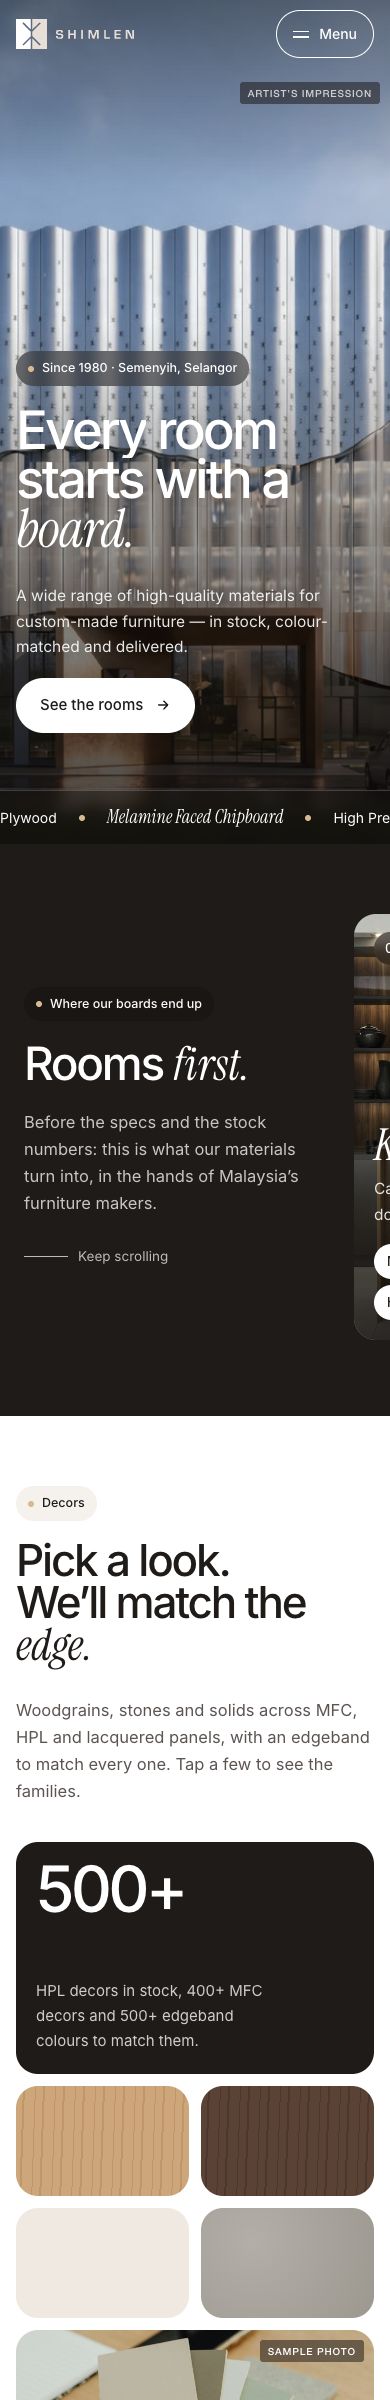 SHIMLEN
Menu
ARTIST'S IMPRESSION
Since 1980 · Semenyih, Selangor
Every room
starts with a
board.
A wide range of high-quality materials for
custom-made furniture — in stock, colour-
matched and delivered.
See the rooms →
Plywood • Melamine Faced Chipboard • High Pre
Where our boards end up
Rooms first.
Before the specs and the stock
numbers: this is what our materials
turn into, in the hands of Malaysia’s
furniture makers.
Keep scrolling
Decors
Pick a look.
We’ll match the
edge.
Woodgrains, stones and solids across MFC,
HPL and lacquered panels, with an edgeband
to match every one. Tap a few to see the
families.
500+
HPL decors in stock, 400+ MFC
decors and 500+ edgeband
colours to match them.
SAMPLE PHOTO